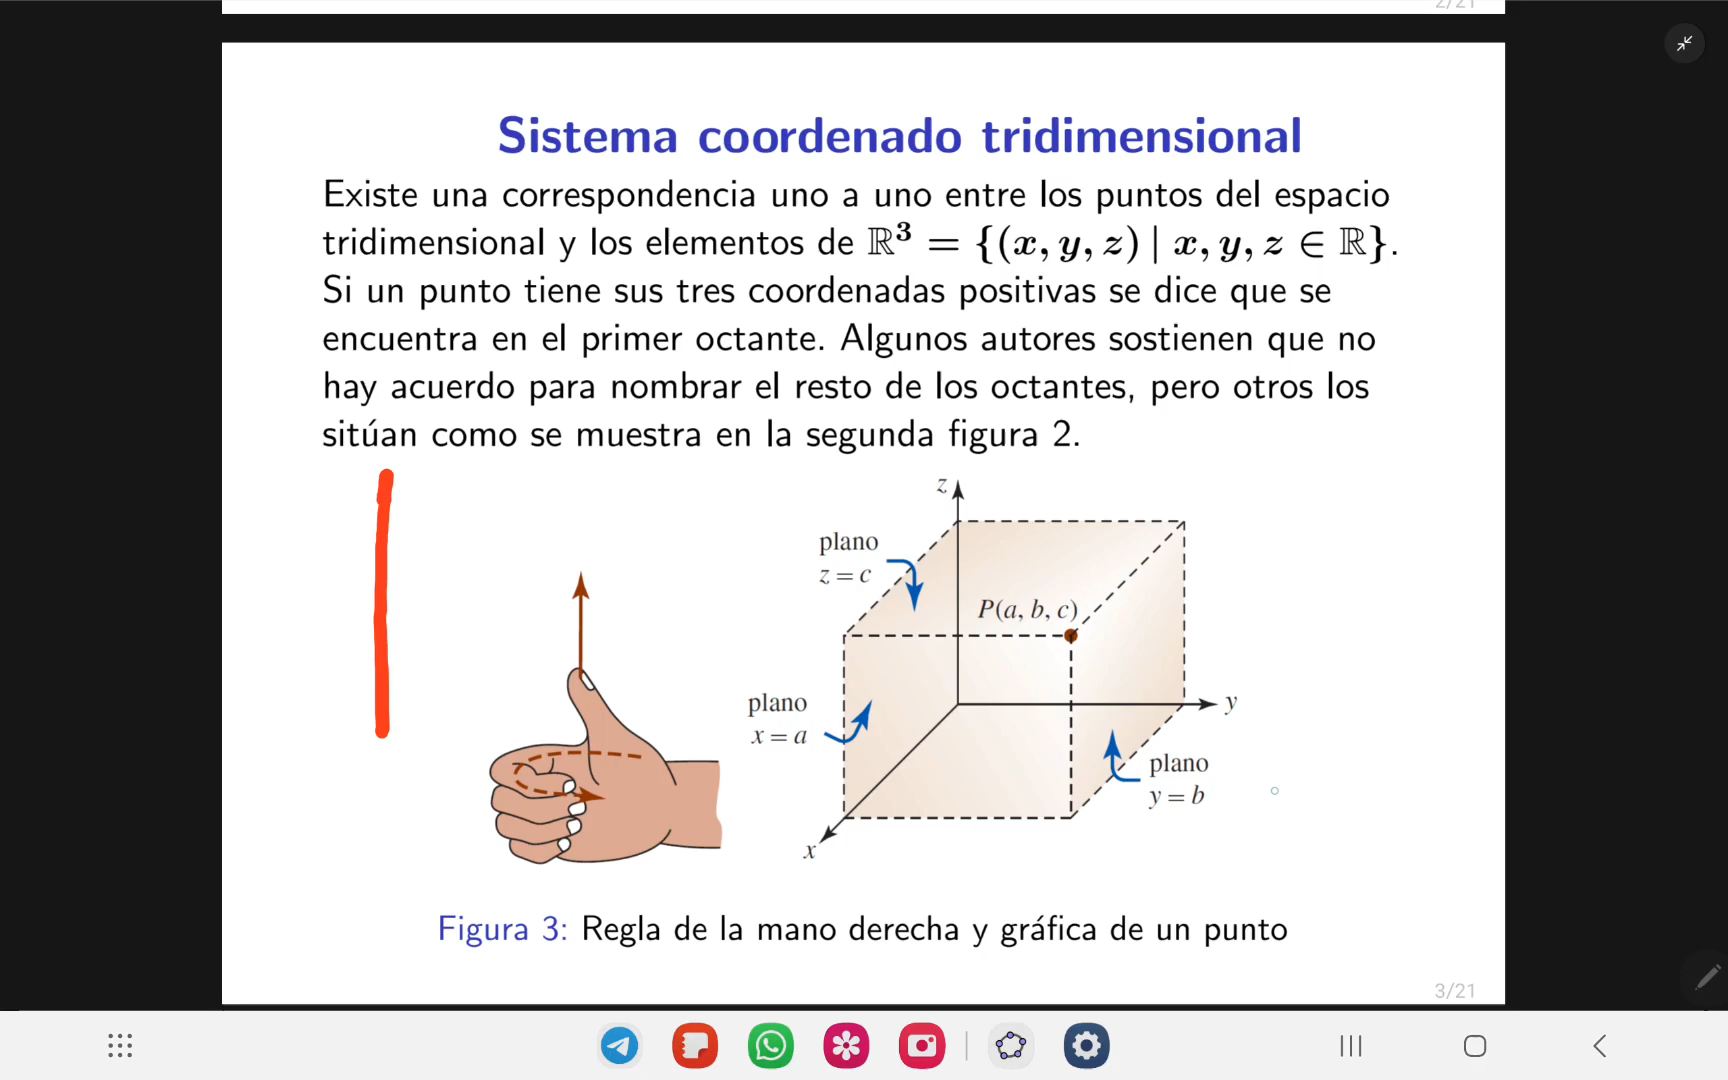 2/21
Sistema coordenado tridimensional
Existe una correspondencia uno a uno entre los puntos del espacio
tridimensional y los elementos de ℝ³ = {(x, y, z) | x, y, z ∈ ℝ}.
Si un punto tiene sus tres coordenadas positivas se dice que se
encuentra en el primer octante. Algunos autores sostienen que no
hay acuerdo para nombrar el resto de los octantes, pero otros los
sitúan como se muestra en la segunda figura 2.
z
plano
z = c
P(a, b, c)
plano
x = a
y
plano
y = b
x
Figura 3: Regla de la mano derecha y gráfica de un punto
3/21